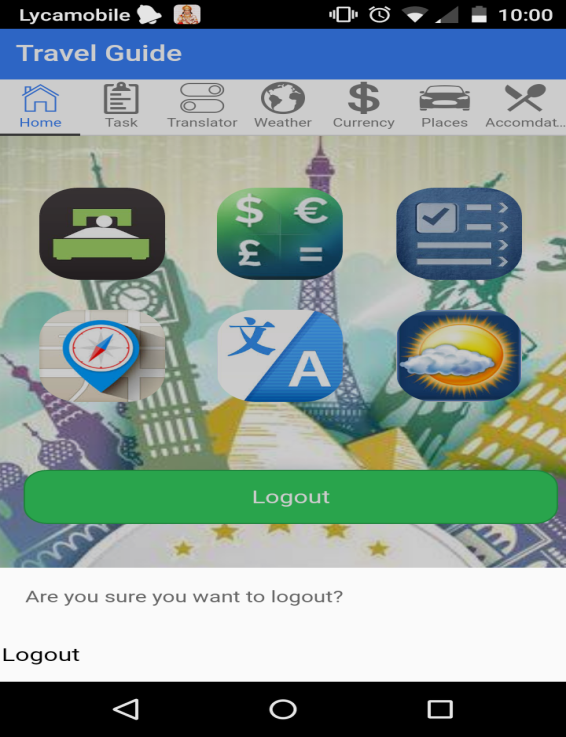 Lycamobile 10:00
Travel Guide
Home Task Translator Weather Currency Places Accomdat...
$ €
£ =
文 A
Logout
Are you sure you want to logout?
Logout